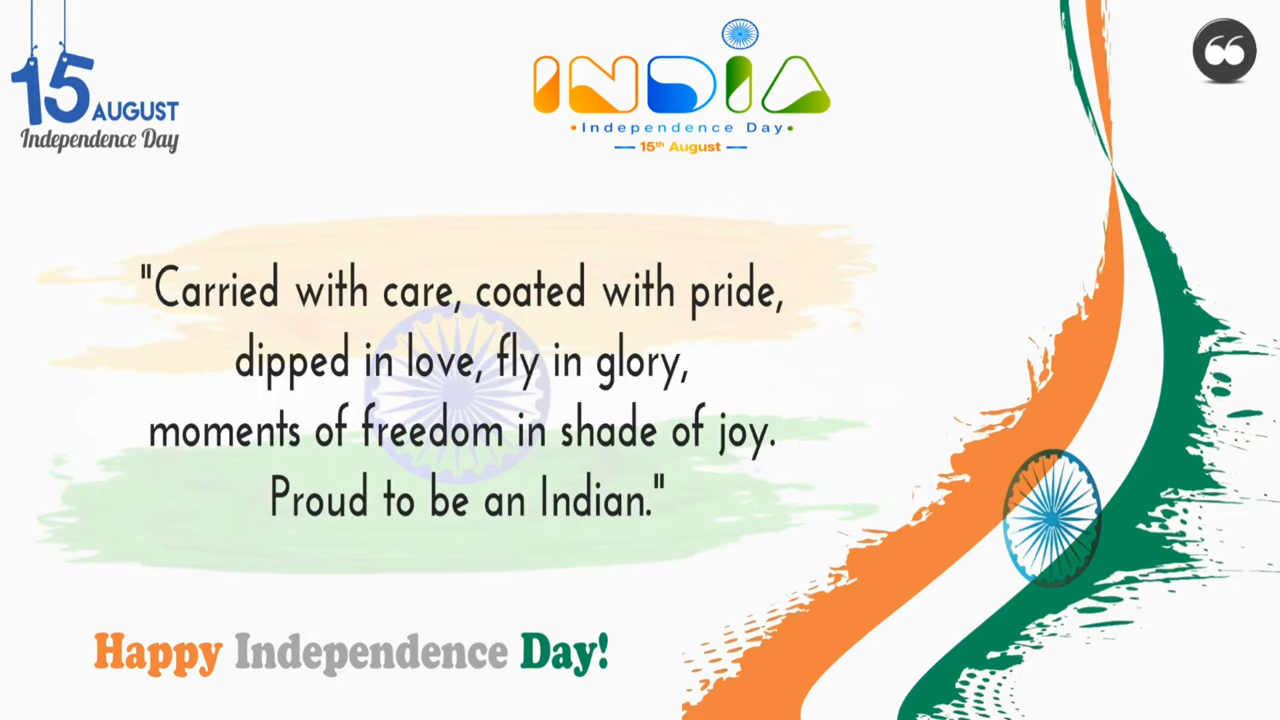 15 AUGUST
Independence Day
INDIA
•Independence Day•
15th August
"Carried with care, coated with pride,
dipped in love, fly in glory,
moments of freedom in shade of joy.
Proud to be an Indian."
Happy Independence Day!